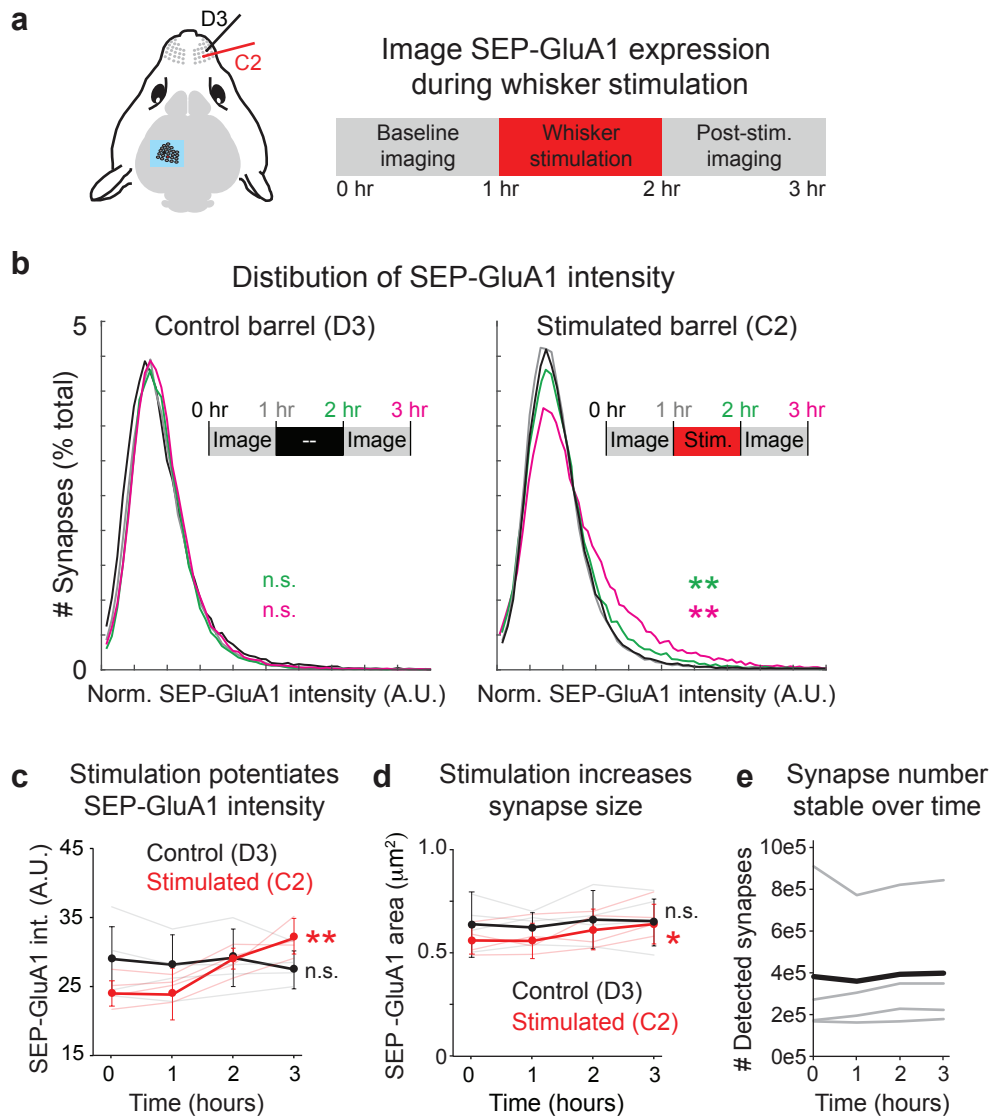 a
D3
C2
Image SEP-GluA1 expression
during whisker stimulation
Baseline
imaging
Whisker
stimulation
Post-stim.
imaging
0 hr
1 hr
2 hr
3 hr
b
Distibution of SEP-GluA1 intensity
Control barrel (D3)
Stimulated barrel (C2)
# Synapses (% total)
5
0
0 hr
1 hr
2 hr
3 hr
Image
--
Image
n.s.
n.s.
Norm. SEP-GluA1 intensity (A.U.)
0 hr
1 hr
2 hr
3 hr
Image
Stim.
Image
**
**
Norm. SEP-GluA1 intensity (A.U.)
c
Stimulation potentiates
SEP-GluA1 intensity
SEP-GluA1 int. (A.U.)
45
35
25
15
Control (D3)
Stimulated (C2)
**
n.s.
0 1 2 3
Time (hours)
d
Stimulation increases
synapse size
SEP -GluA1 area (μm²)
1.0
0.5
0
n.s.
*
Control (D3)
Stimulated (C2)
0 1 2 3
Time (hours)
e
Synapse number
stable over time
# Detected synapses
10e5
8e5
6e5
4e5
2e5
0e5
0 1 2 3
Time (hours)